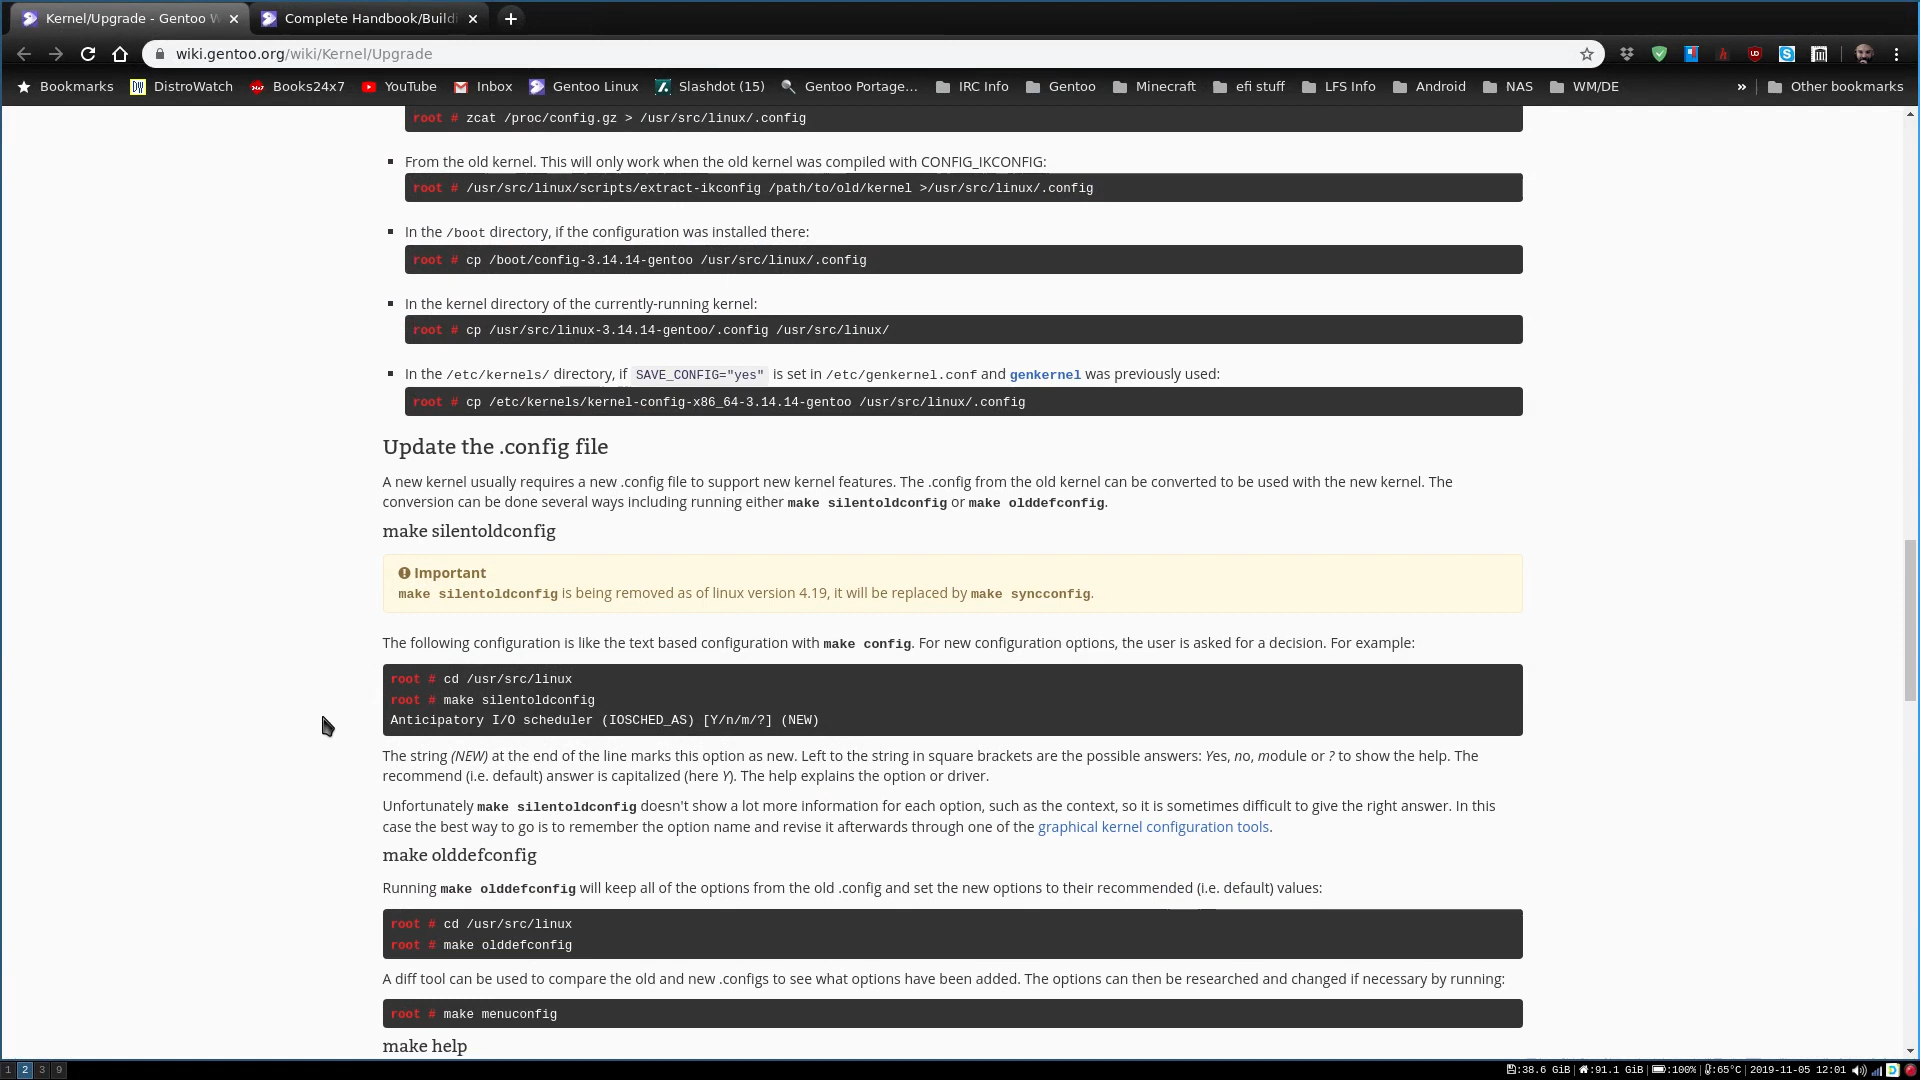 Kernel/Upgrade - Gentoo W
Complete Handbook/Buildi
wiki.gentoo.org/wiki/Kernel/Upgrade
Bookmarks DistroWatch Books24x7 YouTube Inbox Gentoo Linux Slashdot (15) Gentoo Portage… IRC Info Gentoo Minecraft efi stuff LFS Info Android NAS WM/DE » Other bookmarks
root # zcat /proc/config.gz > /usr/src/linux/.config
From the old kernel. This will only work when the old kernel was compiled with CONFIG_IKCONFIG:
root # /usr/src/linux/scripts/extract-ikconfig /path/to/old/kernel >/usr/src/linux/.config
In the /boot directory, if the configuration was installed there:
root # cp /boot/config-3.14.14-gentoo /usr/src/linux/.config
In the kernel directory of the currently-running kernel:
root # cp /usr/src/linux-3.14.14-gentoo/.config /usr/src/linux/
In the /etc/kernels/ directory, if SAVE_CONFIG="yes" is set in /etc/genkernel.conf and genkernel was previously used:
root # cp /etc/kernels/kernel-config-x86_64-3.14.14-gentoo /usr/src/linux/.config
Update the .config file
A new kernel usually requires a new .config file to support new kernel features. The .config from the old kernel can be converted to be used with the new kernel. The
conversion can be done several ways including running either make silentoldconfig or make olddefconfig.
make silentoldconfig
Important
make silentoldconfig is being removed as of linux version 4.19, it will be replaced by make syncconfig.
The following configuration is like the text based configuration with make config. For new configuration options, the user is asked for a decision. For example:
root # cd /usr/src/linux
root # make silentoldconfig
Anticipatory I/O scheduler (IOSCHED_AS) [Y/n/m/?] (NEW)
The string (NEW) at the end of the line marks this option as new. Left to the string in square brackets are the possible answers: Yes, no, module or ? to show the help. The
recommend (i.e. default) answer is capitalized (here Y). The help explains the option or driver.
Unfortunately make silentoldconfig doesn't show a lot more information for each option, such as the context, so it is sometimes difficult to give the right answer. In this
case the best way to go is to remember the option name and revise it afterwards through one of the graphical kernel configuration tools.
make olddefconfig
Running make olddefconfig will keep all of the options from the old .config and set the new options to their recommended (i.e. default) values:
root # cd /usr/src/linux
root # make olddefconfig
A diff tool can be used to compare the old and new .configs to see what options have been added. The options can then be researched and changed if necessary by running:
root # make menuconfig
make help
1 2 3 9
:38.6 GiB | :91.1 GiB | :100% | :65°C | 2019-11-05 12:01